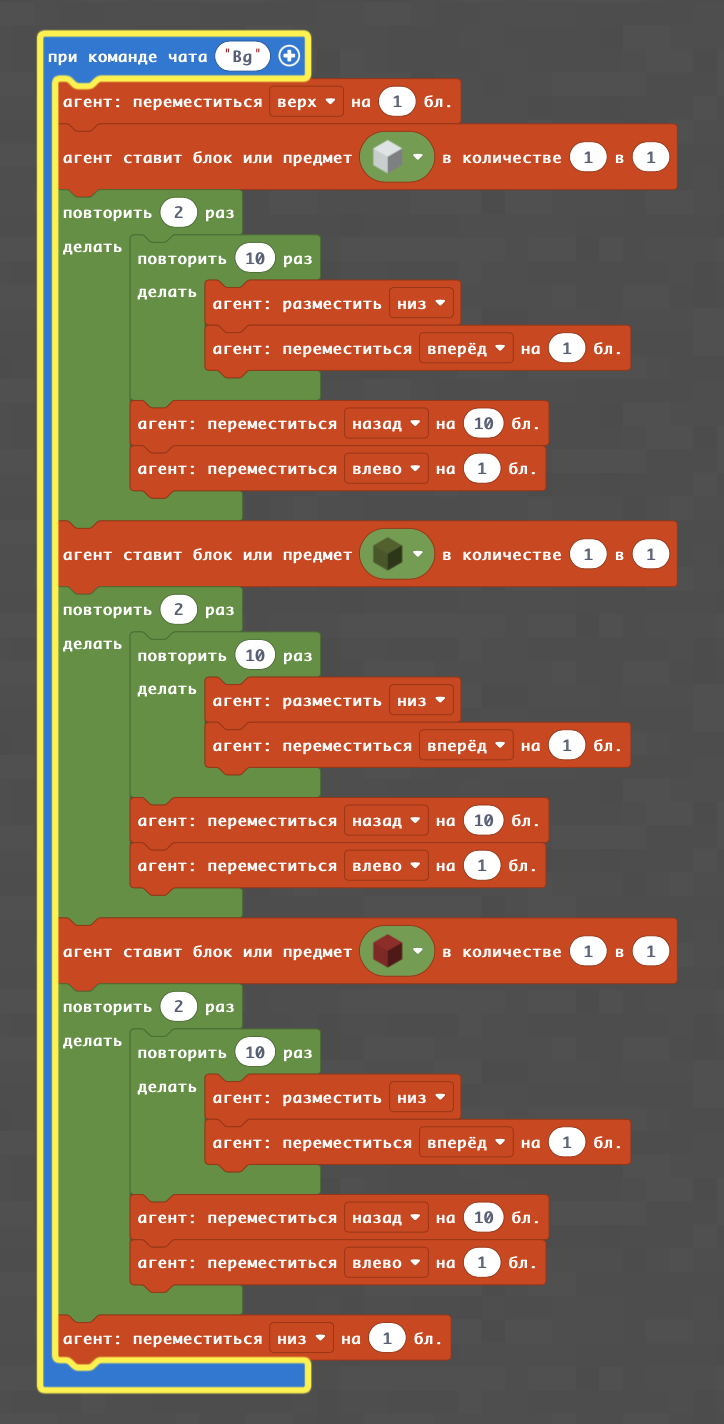 при команде чата "Bg"
агент: переместиться верх на 1 бл.
агент ставит блок или предмет в количестве 1 в 1
повторить 2 раз
делать
повторить 10 раз
делать
агент: разместить низ
агент: переместиться вперёд на 1 бл.
агент: переместиться назад на 10 бл.
агент: переместиться влево на 1 бл.
агент ставит блок или предмет в количестве 1 в 1
повторить 2 раз
делать
повторить 10 раз
делать
агент: разместить низ
агент: переместиться вперёд на 1 бл.
агент: переместиться назад на 10 бл.
агент: переместиться влево на 1 бл.
агент ставит блок или предмет в количестве 1 в 1
повторить 2 раз
делать
повторить 10 раз
делать
агент: разместить низ
агент: переместиться вперёд на 1 бл.
агент: переместиться назад на 10 бл.
агент: переместиться влево на 1 бл.
агент: переместиться низ на 1 бл.